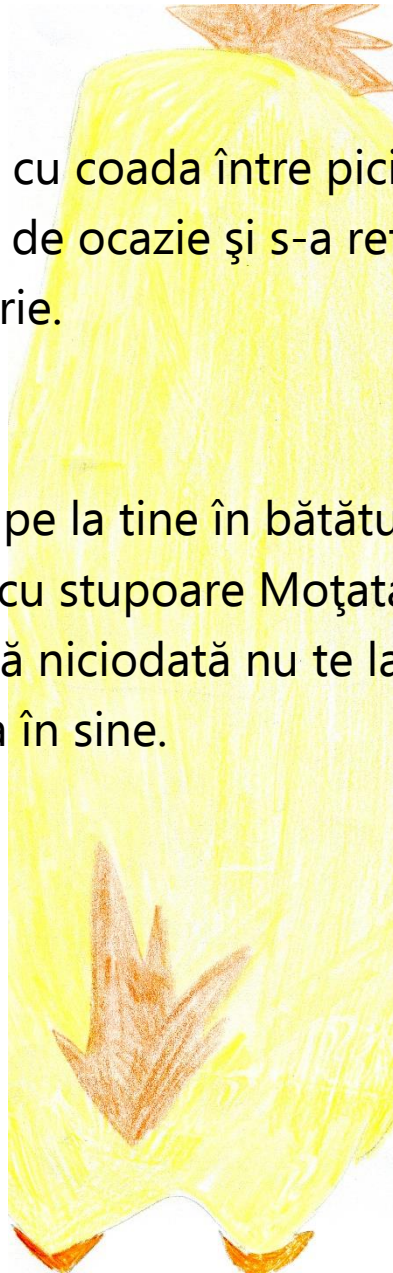 cu coada între pici
de ocazie şi s-a ret
rie.
pe la tine în bătătu
cu stupoare Moţata
ă niciodată nu te la
a în sine.